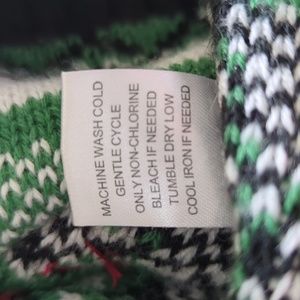 MACHINE WASH COLD
GENTLE CYCLE
ONLY NON-CHLORINE
BLEACH IF NEEDED
TUMBLE DRY LOW
COOL IRON IF NEEDED